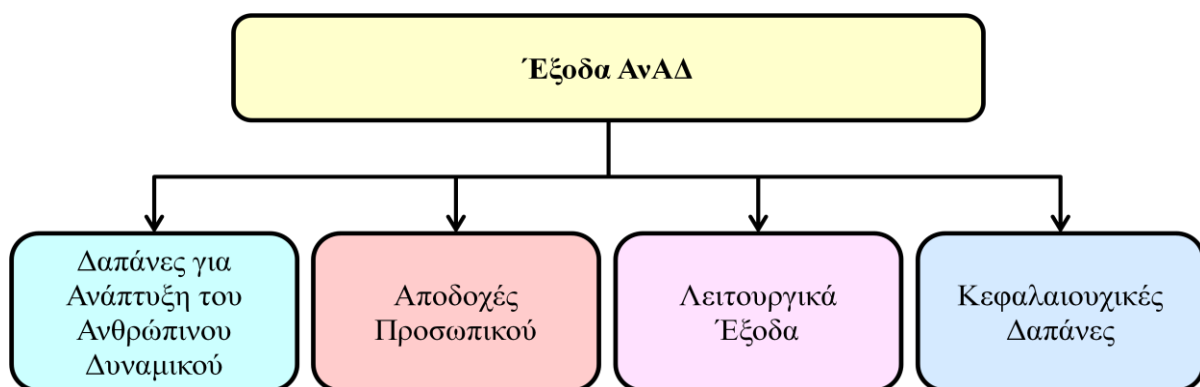 Έξοδα ΑνΑΔ
Δαπάνες για
Ανάπτυξη του
Ανθρώπινου
Δυναμικού
Αποδοχές
Προσωπικού
Λειτουργικά
Έξοδα
Κεφαλαιουχικές
Δαπάνες